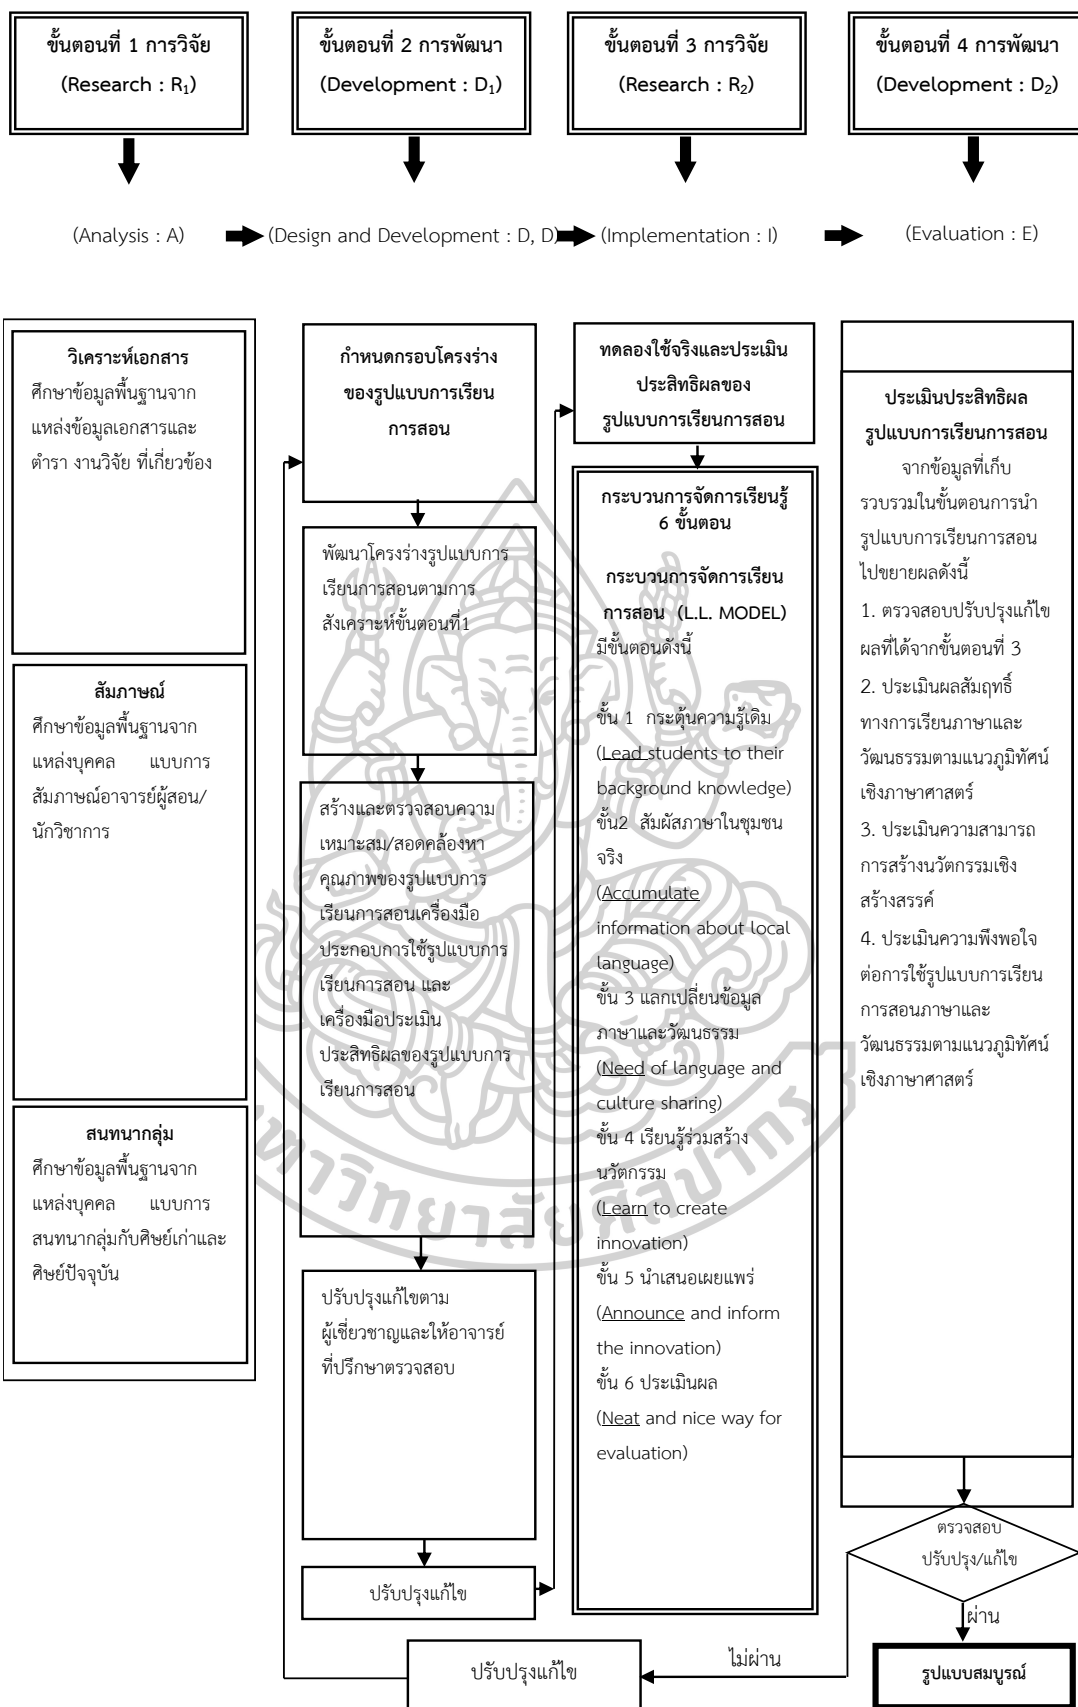 ขั้นตอนที่ 1 การวิจัย
(Research : R₁)
ขั้นตอนที่ 2 การพัฒนา
(Development : D₁)
ขั้นตอนที่ 3 การวิจัย
(Research : R₂)
ขั้นตอนที่ 4 การพัฒนา
(Development : D₂)
(Analysis : A)
(Design and Development : D, D)
(Implementation : I)
(Evaluation : E)
วิเคราะห์เอกสาร
ศึกษาข้อมูลพื้นฐานจาก
แหล่งข้อมูลเอกสารและ
ตำรา งานวิจัย ที่เกี่ยวข้อง
สัมภาษณ์
ศึกษาข้อมูลพื้นฐานจาก
แหล่งบุคคล แบบการ
สัมภาษณ์อาจารย์ผู้สอน/
นักวิชาการ
สนทนากลุ่ม
ศึกษาข้อมูลพื้นฐานจาก
แหล่งบุคคล แบบการ
สนทนากลุ่มกับศิษย์เก่าและ
ศิษย์ปัจจุบัน
กำหนดกรอบโครงร่าง
ของรูปแบบการเรียน
การสอน
พัฒนาโครงร่างรูปแบบการ
เรียนการสอนตามการ
สังเคราะห์ขั้นตอนที่1
สร้างและตรวจสอบความ
เหมาะสม/สอดคล้องหา
คุณภาพของรูปแบบการ
เรียนการสอนเครื่องมือ
ประกอบการใช้รูปแบบการ
เรียนการสอน และ
เครื่องมือประเมิน
ประสิทธิผลของรูปแบบการ
เรียนการสอน
ปรับปรุงแก้ไขตาม
ผู้เชี่ยวชาญและให้อาจารย์
ที่ปรึกษาตรวจสอบ
ปรับปรุงแก้ไข
ทดลองใช้จริงและประเมิน
ประสิทธิผลของ
รูปแบบการเรียนการสอน
กระบวนการจัดการเรียนรู้
6 ขั้นตอน
กระบวนการจัดการเรียน
การสอน (L.L. MODEL)
มีขั้นตอนดังนี้
ขั้น 1 กระตุ้นความรู้เดิม
(Lead students to their
background knowledge)
ขั้น2 สัมผัสภาษาในชุมชน
จริง
(Accumulate
information about local
language)
ขั้น 3 แลกเปลี่ยนข้อมูล
ภาษาและวัฒนธรรม
(Need of language and
culture sharing)
ขั้น 4 เรียนรู้ร่วมสร้าง
นวัตกรรม
(Learn to create
innovation)
ขั้น 5 นำเสนอเผยแพร่
(Announce and inform
the innovation)
ขั้น 6 ประเมินผล
(Neat and nice way for
evaluation)
ประเมินประสิทธิผล
รูปแบบการเรียนการสอน
จากข้อมูลที่เก็บ
รวบรวมในขั้นตอนการนำ
รูปแบบการเรียนการสอน
ไปขยายผลดังนี้
1. ตรวจสอบปรับปรุงแก้ไข
ผลที่ได้จากขั้นตอนที่ 3
2. ประเมินผลสัมฤทธิ์
ทางการเรียนภาษาและ
วัฒนธรรมตามแนวภูมิทัศน์
เชิงภาษาศาสตร์
3. ประเมินความสามารถ
การสร้างนวัตกรรมเชิง
สร้างสรรค์
4. ประเมินความพึงพอใจ
ต่อการใช้รูปแบบการเรียน
การสอนภาษาและ
วัฒนธรรมตามแนวภูมิทัศน์
เชิงภาษาศาสตร์
ตรวจสอบ
ปรับปรุง/แก้ไข
ผ่าน
ไม่ผ่าน
ปรับปรุงแก้ไข
รูปแบบสมบูรณ์
มหาวิทยาลัยศิลปากร